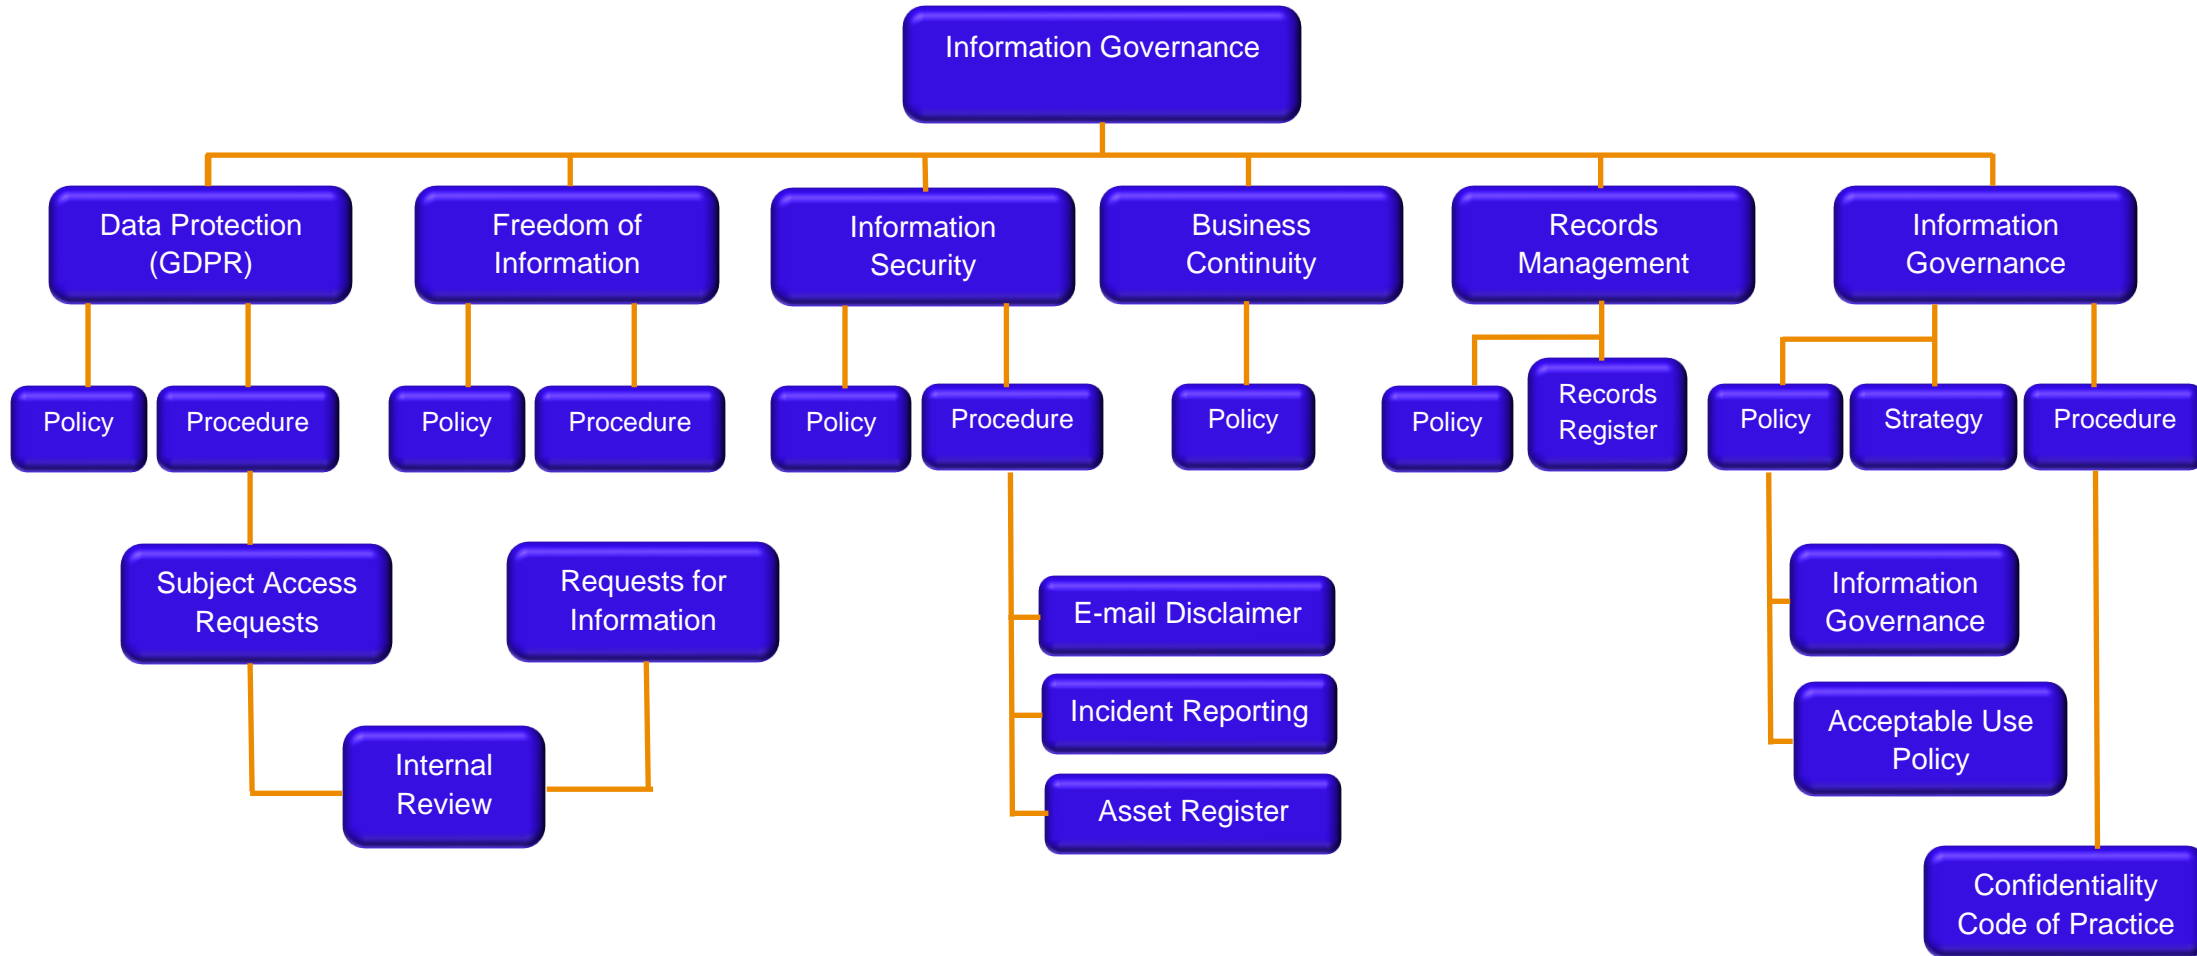 Information Governance
Data Protection
(GDPR)
Freedom of
Information
Information
Security
Business
Continuity
Records
Management
Information
Governance
Policy
Procedure
Policy
Procedure
Policy
Procedure
Policy
Policy
Records
Register
Policy
Strategy
Procedure
Subject Access
Requests
Requests for
Information
E-mail Disclaimer
Information
Governance
Incident Reporting
Acceptable Use
Policy
Internal
Review
Asset Register
Confidentiality
Code of Practice